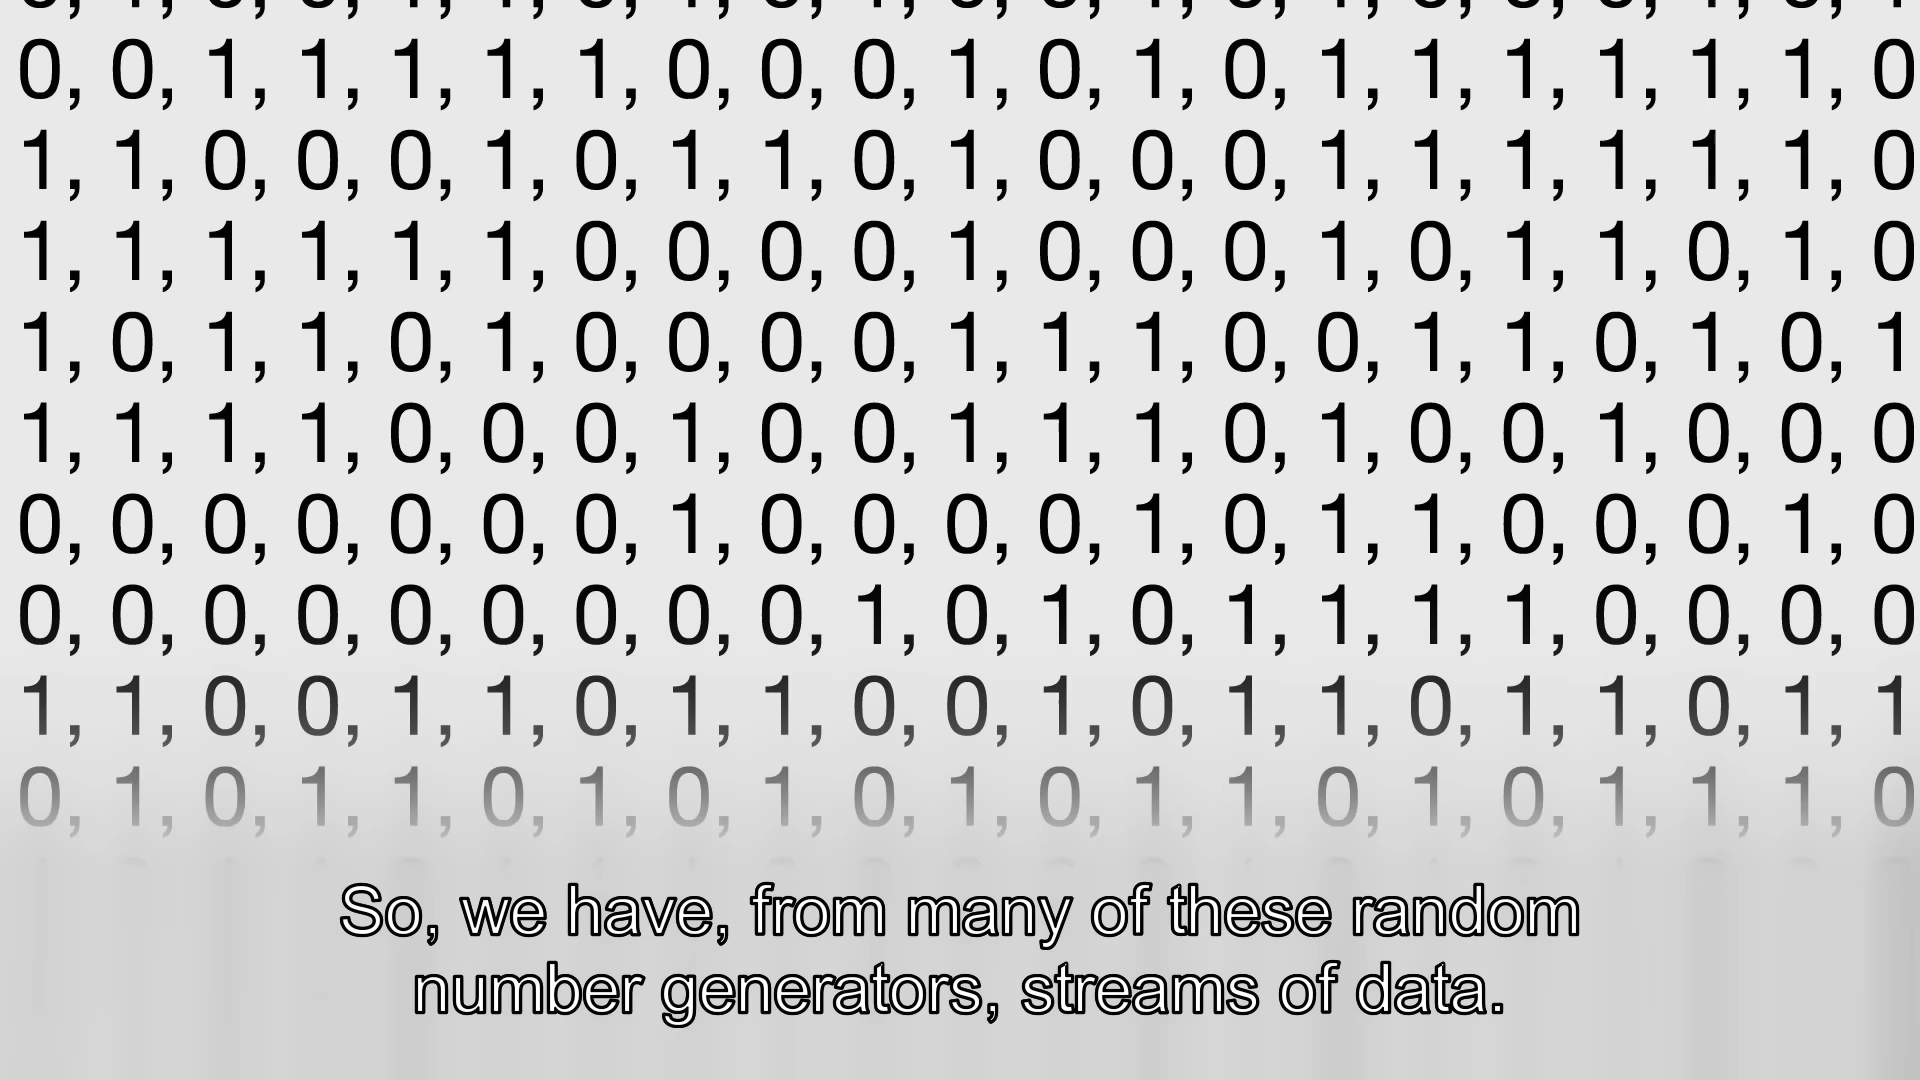 0, 0, 1, 1, 1, 1, 1, 0, 0, 0, 1, 0, 1, 0, 1, 1, 1, 1, 1, 1, 0
1, 1, 0, 0, 0, 1, 0, 1, 1, 0, 1, 0, 0, 0, 1, 1, 1, 1, 1, 1, 0
1, 1, 1, 1, 1, 1, 0, 0, 0, 0, 1, 0, 0, 0, 1, 0, 1, 1, 0, 1, 0
1, 0, 1, 1, 0, 1, 0, 0, 0, 0, 1, 1, 1, 0, 0, 1, 1, 0, 1, 0, 1
1, 1, 1, 1, 0, 0, 0, 1, 0, 0, 1, 1, 1, 0, 1, 0, 0, 1, 0, 0, 0
0, 0, 0, 0, 0, 0, 0, 1, 0, 0, 0, 0, 1, 0, 1, 1, 0, 0, 0, 1, 0
0, 0, 0, 0, 0, 0, 0, 0, 0, 1, 0, 1, 0, 1, 1, 1, 1, 0, 0, 0, 0
1, 1, 0, 0, 1, 1, 0, 1, 1, 0, 0, 1, 0, 1, 1, 0, 1, 1, 0, 1, 1
0, 1, 0, 1, 1, 0, 1, 0, 1, 0, 1, 0, 1, 1, 0, 1, 0, 1, 1, 1, 0
So, we have, from many of these random
number generators, streams of data.